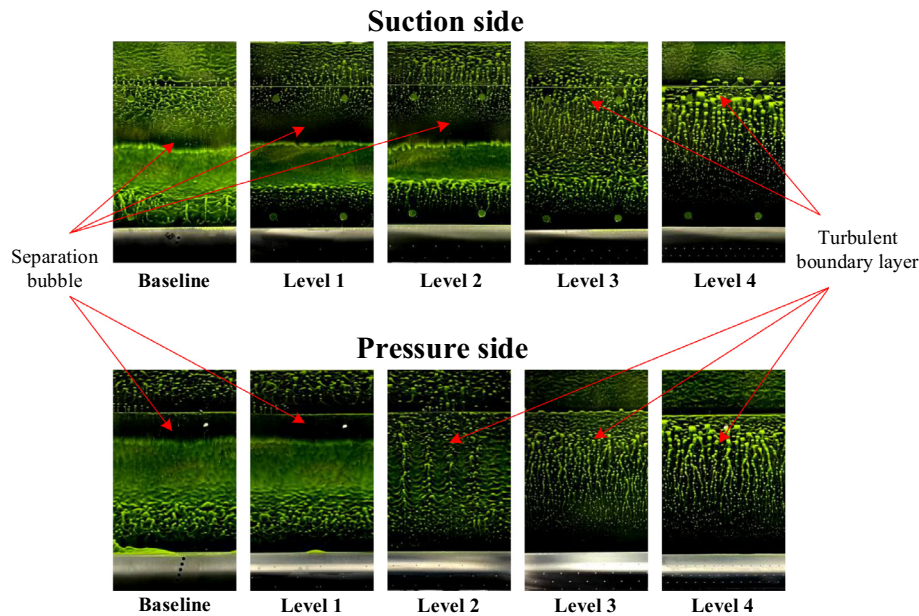 Suction side
Separation
bubble
Turbulent
boundary layer
Baseline
Level 1
Level 2
Level 3
Level 4
Pressure side
Baseline
Level 1
Level 2
Level 3
Level 4